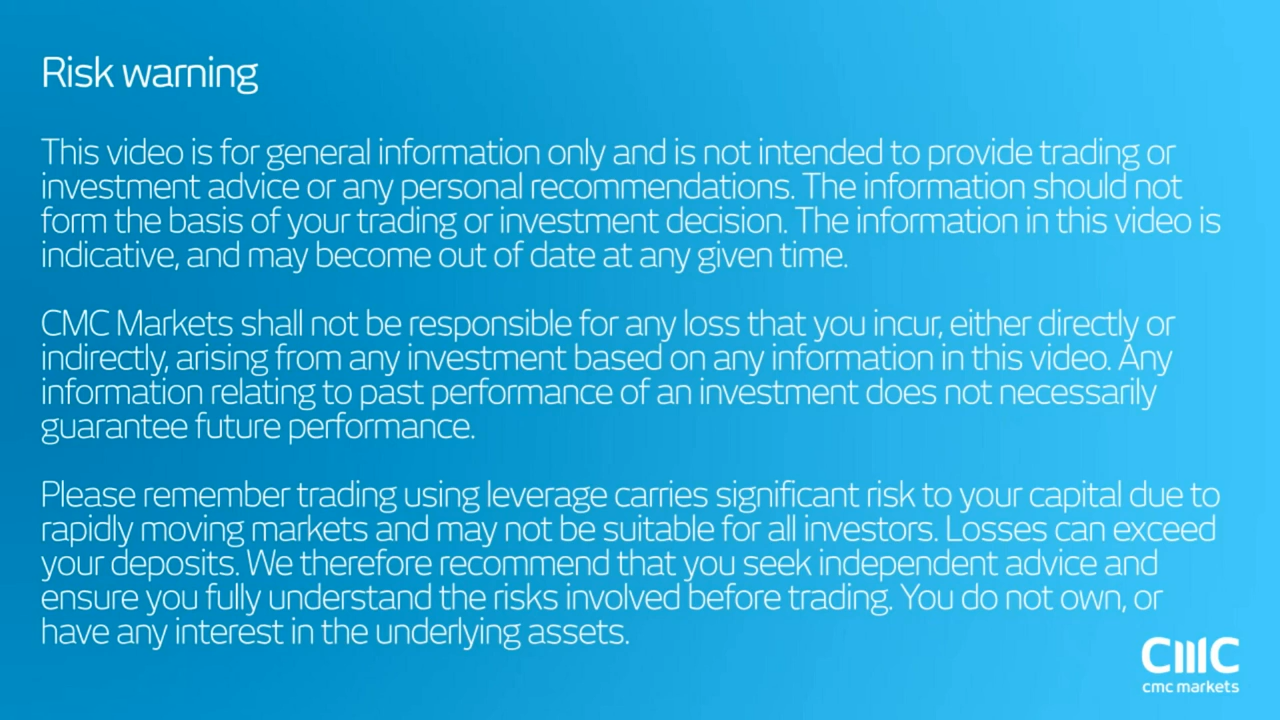 Risk warning
This video is for general information only and is not intended to provide trading or
investment advice or any personal recommendations. The information should not
form the basis of your trading or investment decision. The information in this video is
indicative, and may become out of date at any given time.
CMC Markets shall not be responsible for any loss that you incur, either directly or
indirectly, arising from any investment based on any information in this video. Any
information relating to past performance of an investment does not necessarily
guarantee future performance.
Please remember trading using leverage carries significant risk to your capital due to
rapidly moving markets and may not be suitable for all investors. Losses can exceed
your deposits. We therefore recommend that you seek independent advice and
ensure you fully understand the risks involved before trading. You do not own, or
have any interest in the underlying assets.
CMC
cmc markets